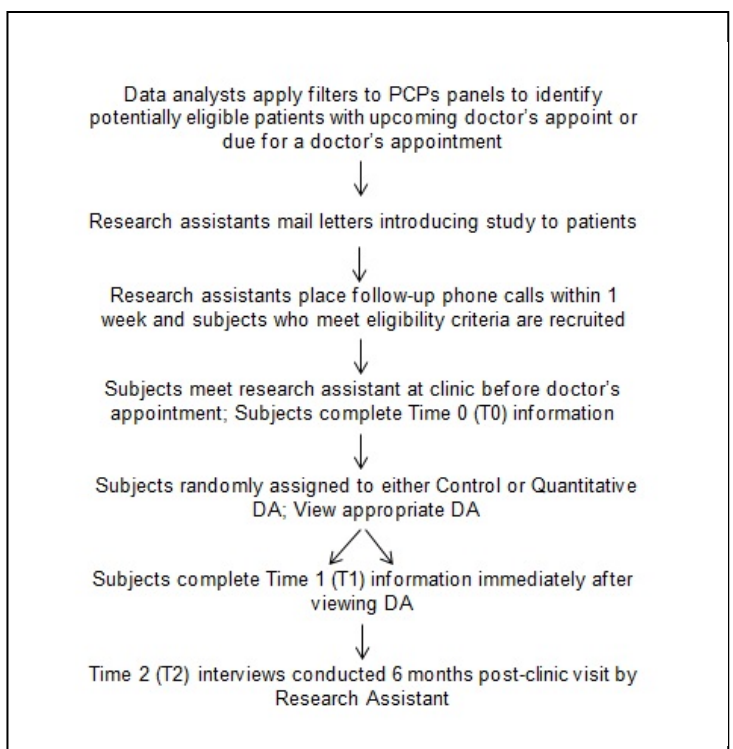 Data analysts apply filters to PCPs panels to identify
potentially eligible patients with upcoming doctor's appoint or
due for a doctor's appointment
Research assistants mail letters introducing study to patients
Research assistants place follow-up phone calls within 1
week and subjects who meet eligibility criteria are recruited
Subjects meet research assistant at clinic before doctor's
appointment; Subjects complete Time 0 (T0) information
Subjects randomly assigned to either Control or Quantitative
DA; View appropriate DA
Subjects complete Time 1 (T1) information immediately after
viewing DA
Time 2 (T2) interviews conducted 6 months post-clinic visit by
Research Assistant